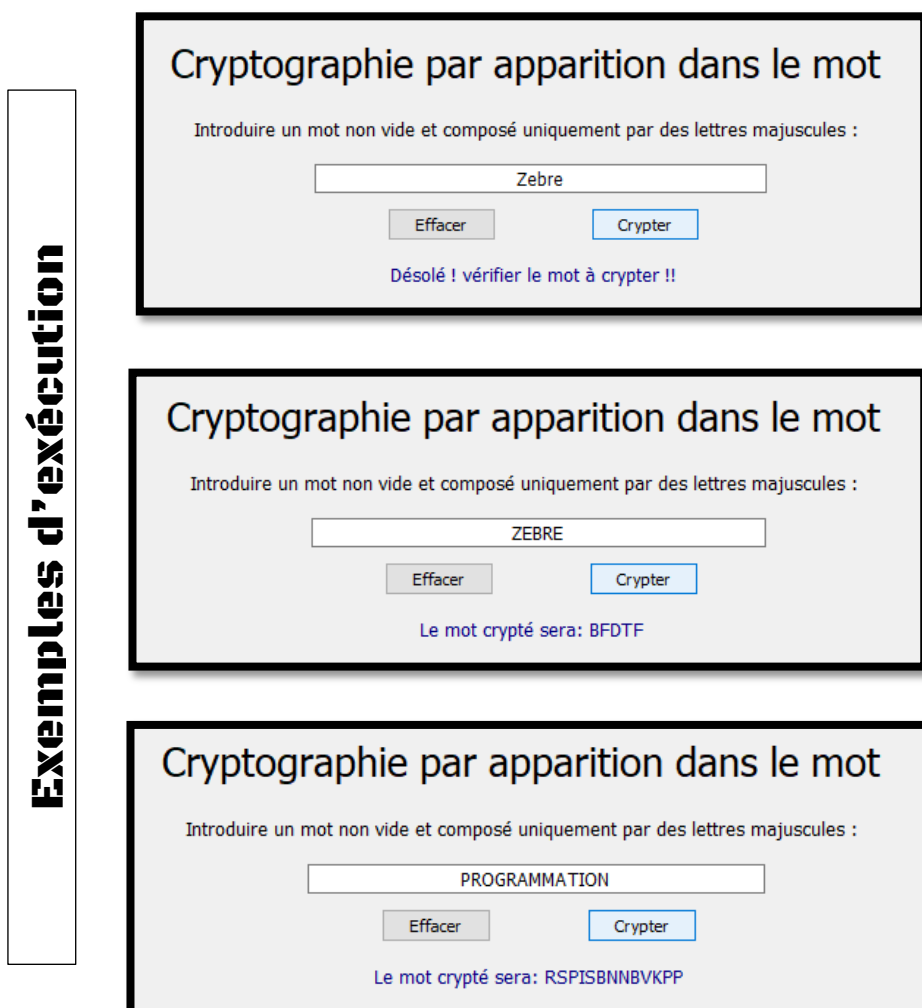 Exemples d'exécution
Cryptographie par apparition dans le mot
Introduire un mot non vide et composé uniquement par des lettres majuscules :
Zebre
Effacer Crypter
Désolé ! vérifier le mot à crypter !!
Cryptographie par apparition dans le mot
Introduire un mot non vide et composé uniquement par des lettres majuscules :
ZEBRE
Effacer Crypter
Le mot crypté sera: BFDTF
Cryptographie par apparition dans le mot
Introduire un mot non vide et composé uniquement par des lettres majuscules :
PROGRAMMATION
Effacer Crypter
Le mot crypté sera: RSPISBNNBVKPP